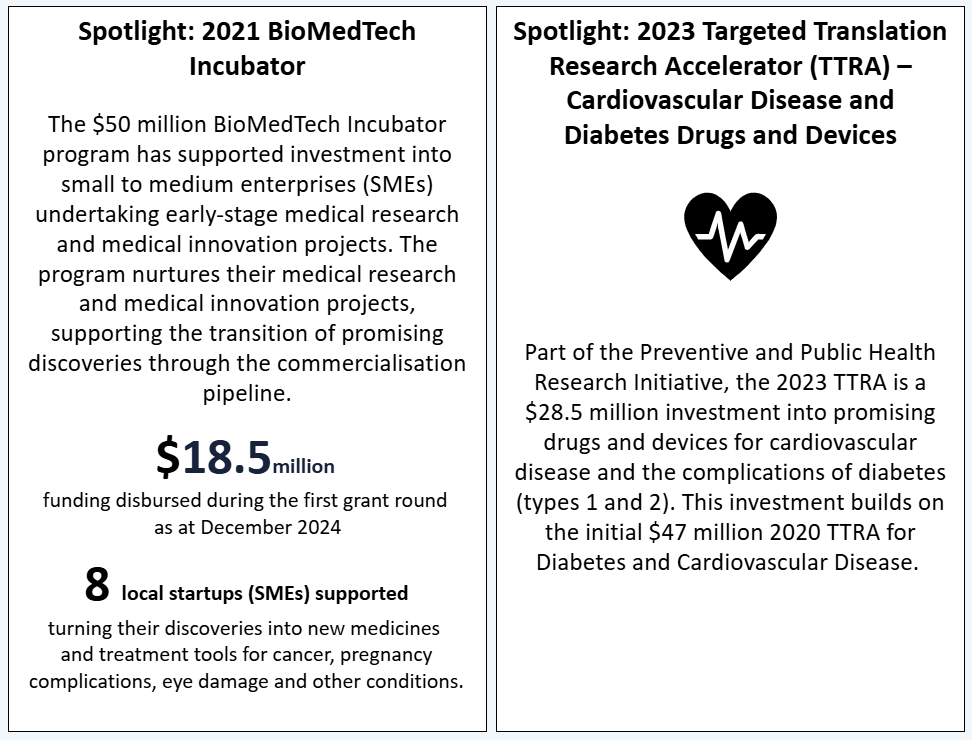 Spotlight: 2021 BioMedTech
Incubator
The $50 million BioMedTech Incubator
program has supported investment into
small to medium enterprises (SMEs)
undertaking early-stage medical research
and medical innovation projects. The
program nurtures their medical research
and medical innovation projects,
supporting the transition of promising
discoveries through the commercialisation
pipeline.
$18.5million
funding disbursed during the first grant round
as at December 2024
8 local startups (SMEs) supported
turning their discoveries into new medicines
and treatment tools for cancer, pregnancy
complications, eye damage and other conditions.
Spotlight: 2023 Targeted Translation
Research Accelerator (TTRA) –
Cardiovascular Disease and
Diabetes Drugs and Devices
Part of the Preventive and Public Health
Research Initiative, the 2023 TTRA is a
$28.5 million investment into promising
drugs and devices for cardiovascular
disease and the complications of diabetes
(types 1 and 2). This investment builds on
the initial $47 million 2020 TTRA for
Diabetes and Cardiovascular Disease.